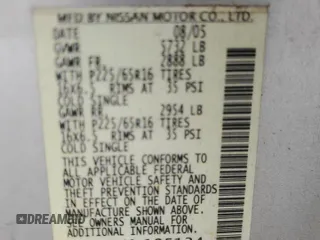 MFD BY NISSAN MOTOR CO., LTD.
DATE 08/05
GVWR 5732 LB
GAWR FR 2888 LB
WITH P225/65R16 TIRES
16X6.5 RIMS AT 35 PSI
COLD SINGLE
GAWR RR 2954 LB
WITH P225/65R16 TIRES
16X6.5 RIMS AT 35 PSI
COLD SINGLE
THIS VEHICLE CONFORMS TO
ALL APPLICABLE FEDERAL
MOTOR VEHICLE SAFETY AND
THEFT PREVENTION STANDARDS
IN EFFECT ON THE DATE OF
MANUFACTURE SHOWN ABOVE.
OWNERS MANUAL FOR
ADDITIONAL INFORMATION
DREAMBID